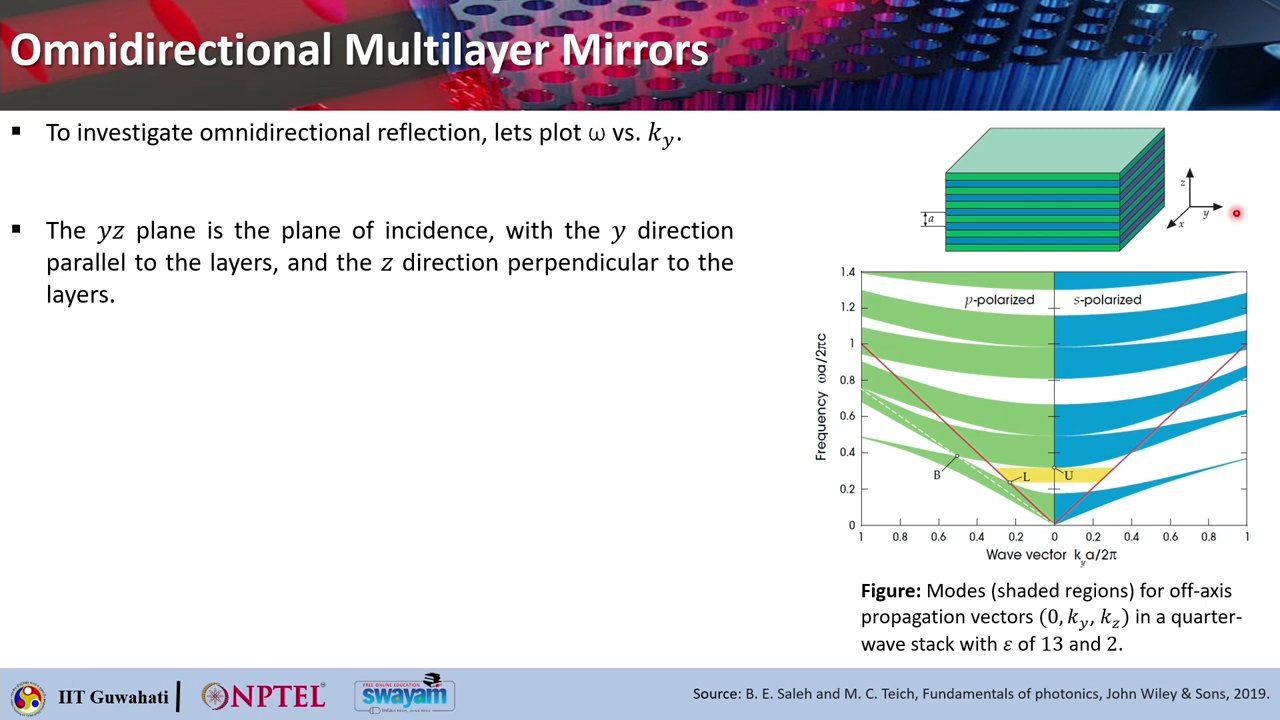 Omnidirectional Multilayer Mirrors
▪ To investigate omnidirectional reflection, lets plot ω vs. k_y.
▪ The yz plane is the plane of incidence, with the y direction
parallel to the layers, and the z direction perpendicular to the
layers.
a
z
y
x
p-polarized
s-polarized
1.4
1.2
1
0.8
0.6
0.4
0.2
0
Frequency ωa/2πc
B
L
U
1 0.8 0.6 0.4 0.2 0 0.2 0.4 0.6 0.8 1
Wave vector k_y a/2π
Figure: Modes (shaded regions) for off-axis
propagation vectors (0, k_y, k_z) in a quarter-
wave stack with ε of 13 and 2.
IIT Guwahati
NPTEL
FREE ONLINE EDUCATION
swayam
Source: B. E. Saleh and M. C. Teich, Fundamentals of photonics, John Wiley & Sons, 2019.